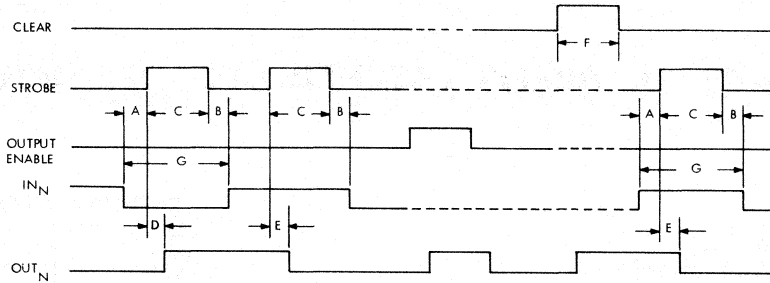 CLEAR
F
STROBE
A C B C B A C B
OUTPUT
ENABLE
G G
IN N
D E E
OUT N